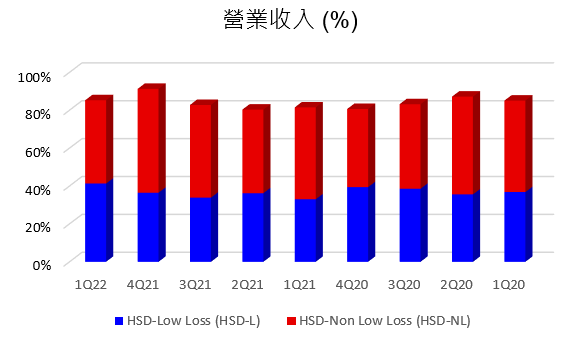 營業收入 (%)
100%
80%
60%
40%
20%
0%
1Q22 4Q21 3Q21 2Q21 1Q21 4Q20 3Q20 2Q20 1Q20
HSD-Low Loss (HSD-L) HSD-Non Low Loss (HSD-NL)